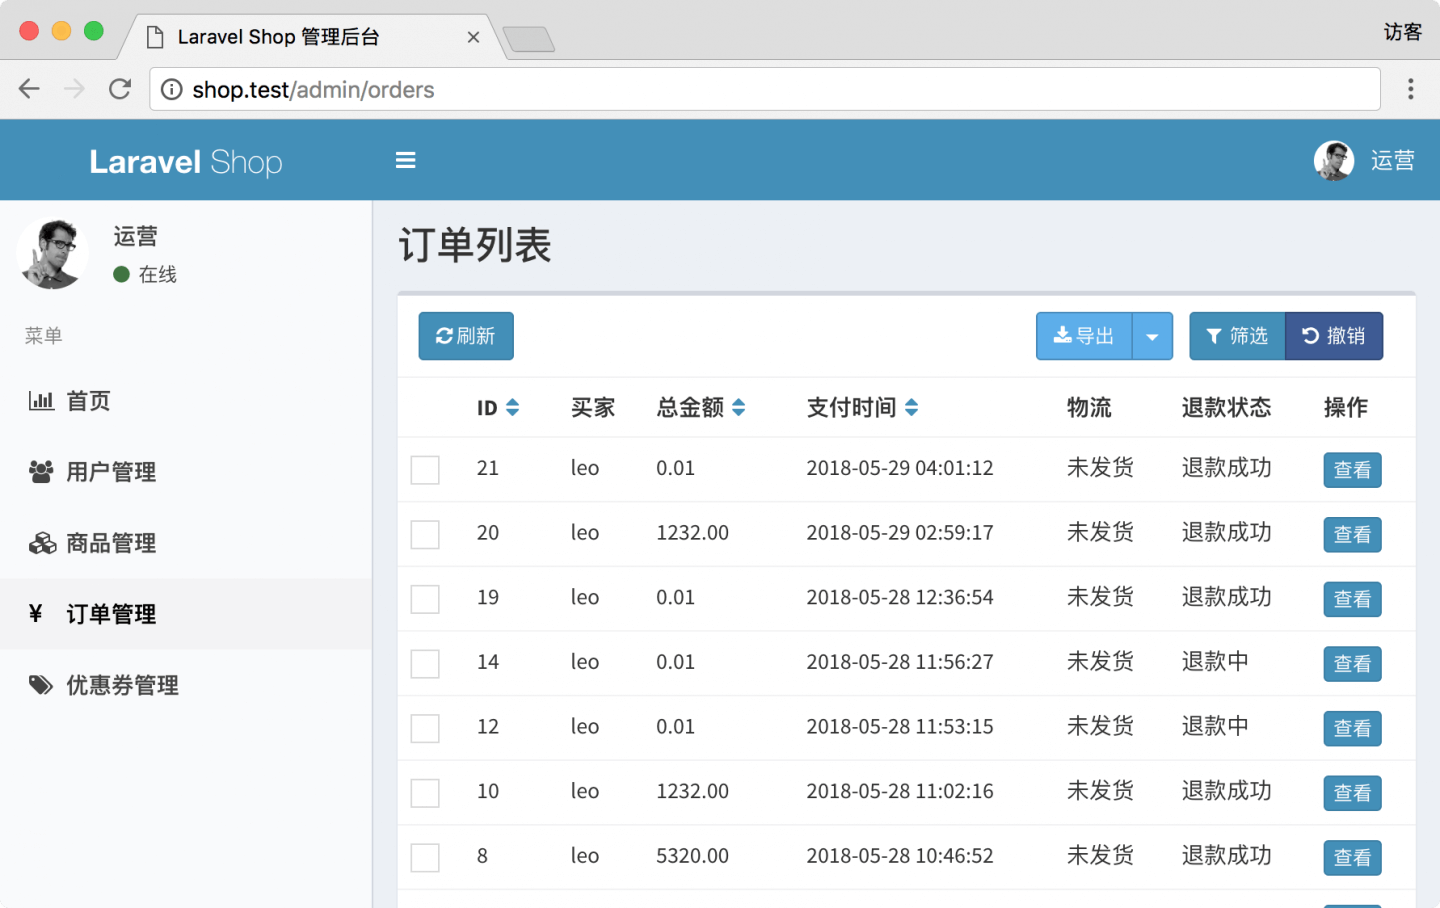 Laravel Shop 管理后台
访客
shop.test/admin/orders
Laravel Shop
运营
运营
在线
菜单
首页
用户管理
商品管理
¥ 订单管理
优惠券管理
订单列表
刷新 导出 筛选 撤销
ID 买家 总金额 支付时间 物流 退款状态 操作
21 leo 0.01 2018-05-29 04:01:12 未发货 退款成功 查看
20 leo 1232.00 2018-05-29 02:59:17 未发货 退款成功 查看
19 leo 0.01 2018-05-28 12:36:54 未发货 退款成功 查看
14 leo 0.01 2018-05-28 11:56:27 未发货 退款中 查看
12 leo 0.01 2018-05-28 11:53:15 未发货 退款中 查看
10 leo 1232.00 2018-05-28 11:02:16 未发货 退款成功 查看
8 leo 5320.00 2018-05-28 10:46:52 未发货 退款成功 查看